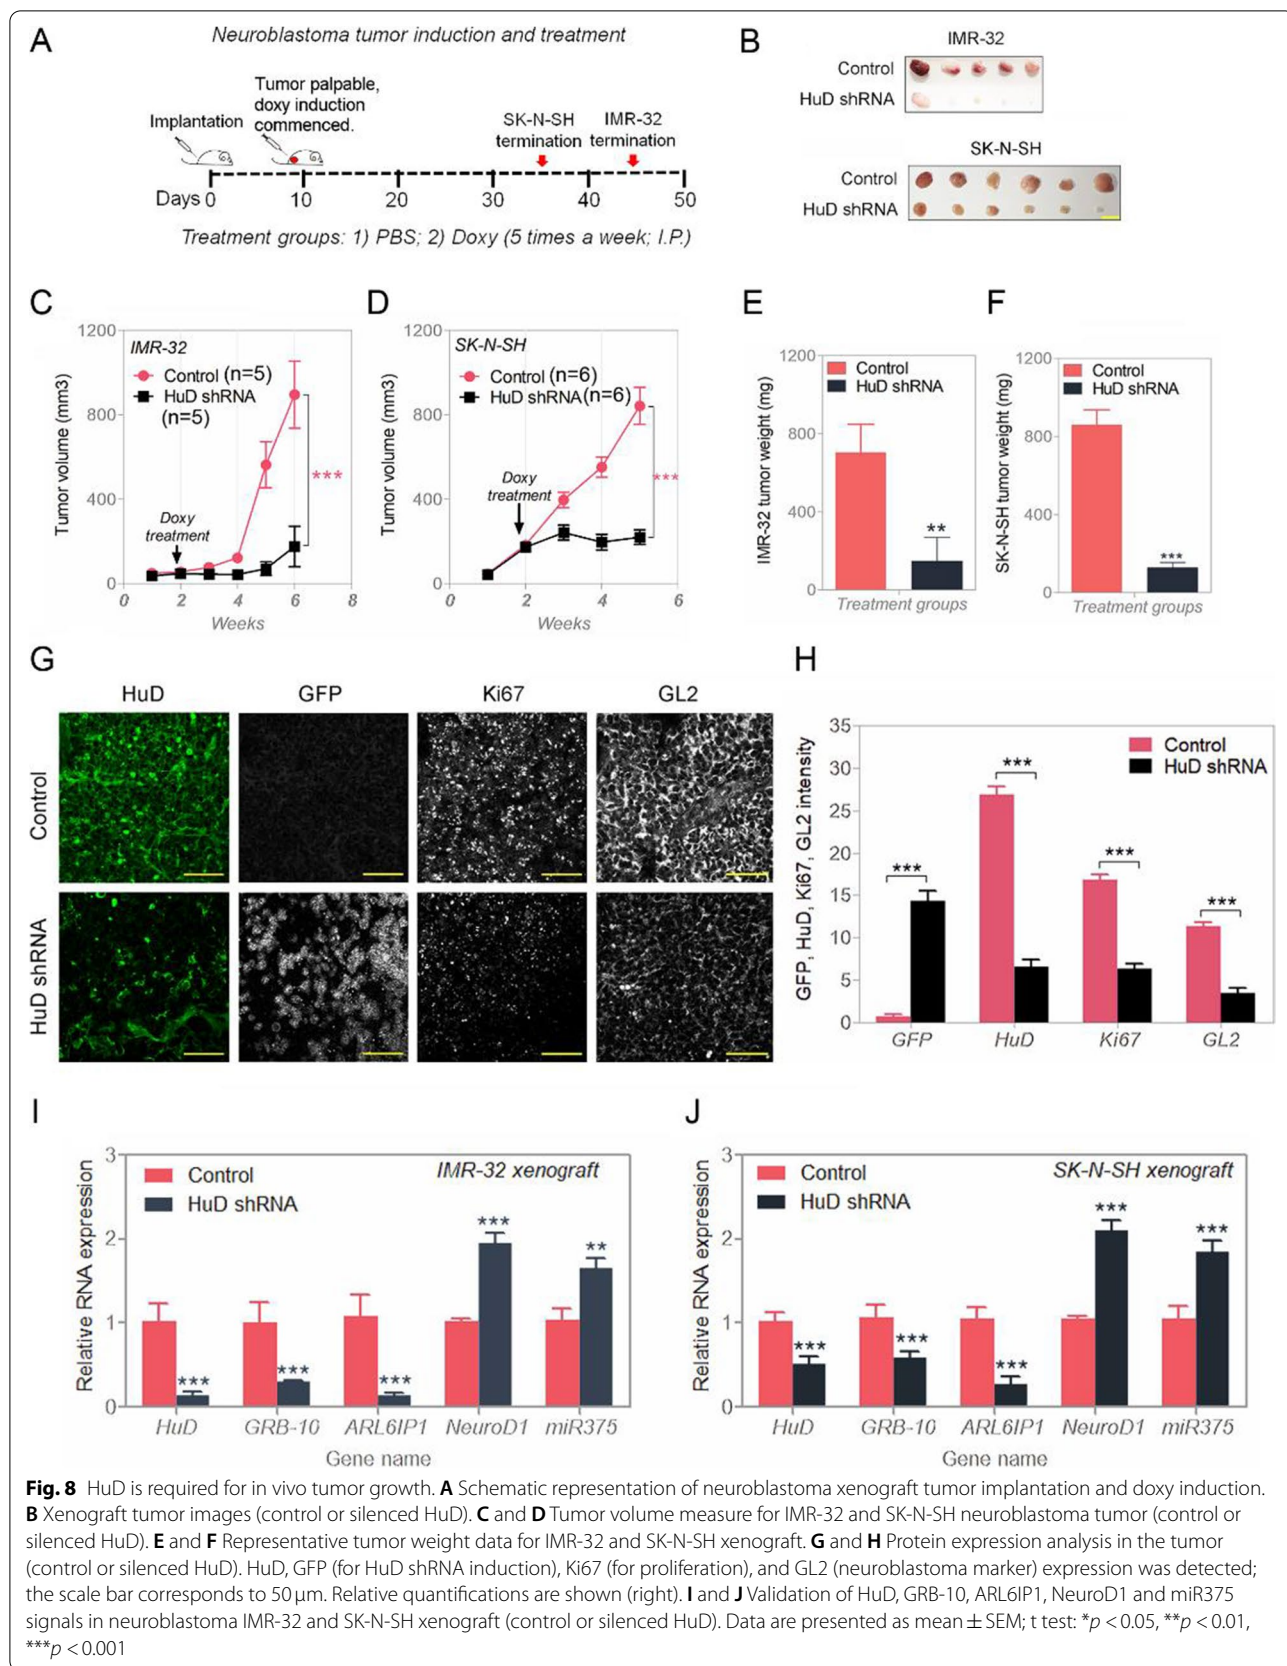 A
Neuroblastoma tumor induction and treatment
Tumor palpable,
doxy induction
commenced.
Implantation
SK-N-SH
termination
IMR-32
termination
Days 0 10 20 30 40 50
Treatment groups: 1) PBS; 2) Doxy (5 times a week; I.P.)
B
IMR-32
Control
HuD shRNA
SK-N-SH
Control
HuD shRNA
C
Tumor volume (mm3)
1200
800
400
0
IMR-32
Control (n=5)
HuD shRNA
(n=5)
***
Doxy
treatment
0 2 4 6 8
Weeks
D
Tumor volume (mm3)
1200
800
400
0
SK-N-SH
Control (n=6)
HuD shRNA (n=6)
***
Doxy
treatment
0 2 4 6
Weeks
E
IMR-32 tumor weight (mg)
1200
800
400
0
Control
HuD shRNA
**
Treatment groups
F
SK-N-SH tumor weight (mg)
1200
800
400
0
Control
HuD shRNA
***
Treatment groups
G
HuD GFP Ki67 GL2
Control
HuD shRNA
H
GFP, HuD, Ki67, GL2 intensity
35
30
25
20
15
10
5
0
Control
HuD shRNA
*** *** *** ***
GFP HuD Ki67 GL2
I
Relative RNA expression
3
2
1
0
Control
HuD shRNA
IMR-32 xenograft
*** *** *** *** **
HuD GRB-10 ARL6IP1 NeuroD1 miR375
Gene name
J
Relative RNA expression
3
2
1
0
Control
HuD shRNA
SK-N-SH xenograft
*** *** *** *** ***
HuD GRB-10 ARL6IP1 NeuroD1 miR375
Gene name
Fig. 8 HuD is required for in vivo tumor growth. A Schematic representation of neuroblastoma xenograft tumor implantation and doxy induction.
B Xenograft tumor images (control or silenced HuD). C and D Tumor volume measure for IMR-32 and SK-N-SH neuroblastoma tumor (control or
silenced HuD). E and F Representative tumor weight data for IMR-32 and SK-N-SH xenograft. G and H Protein expression analysis in the tumor
(control or silenced HuD). HuD, GFP (for HuD shRNA induction), Ki67 (for proliferation), and GL2 (neuroblastoma marker) expression was detected;
the scale bar corresponds to 50 µm. Relative quantifications are shown (right). I and J Validation of HuD, GRB-10, ARL6IP1, NeuroD1 and miR375
signals in neuroblastoma IMR-32 and SK-N-SH xenograft (control or silenced HuD). Data are presented as mean ± SEM; t test: *p < 0.05, **p < 0.01,
***p < 0.001